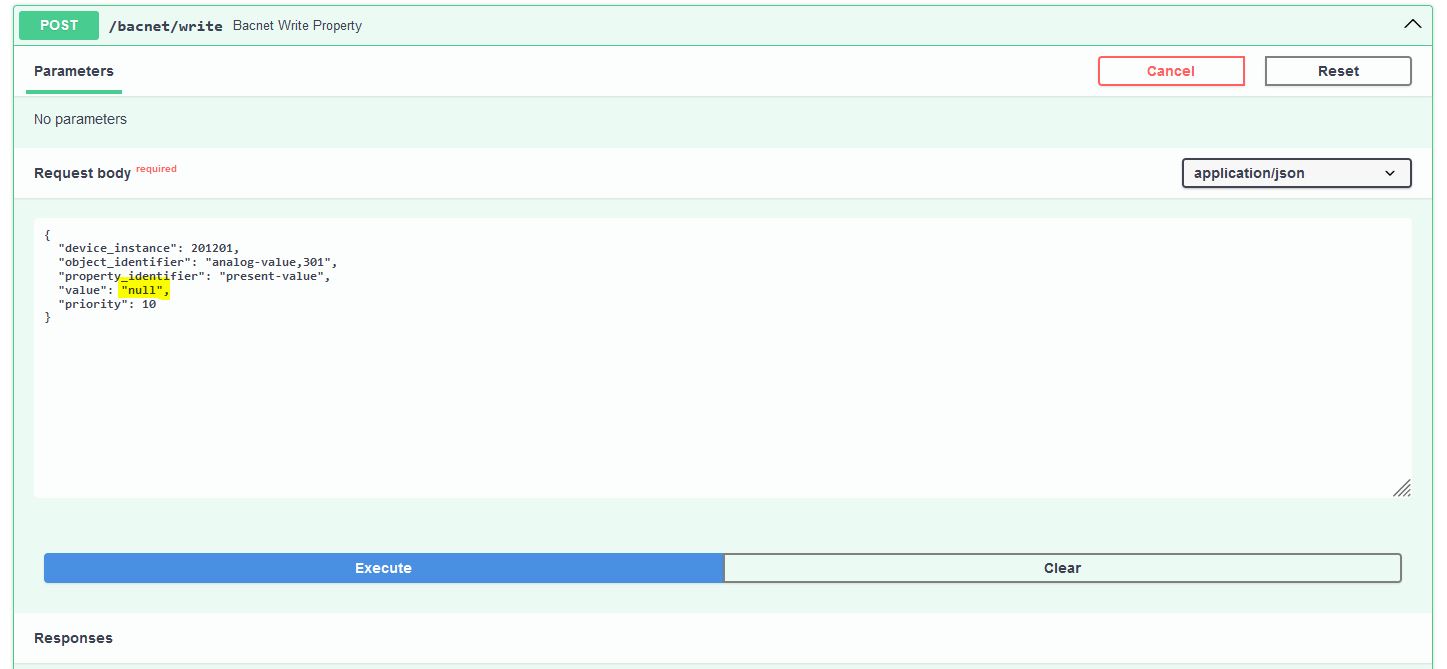 POST /bacnet/write Bacnet Write Property
Parameters
Cancel
Reset
No parameters
Request body required
application/json
{
"device_instance": 201201,
"object_identifier": "analog-value,301",
"property_identifier": "present-value",
"value": "null",
"priority": 10
}
Execute
Clear
Responses